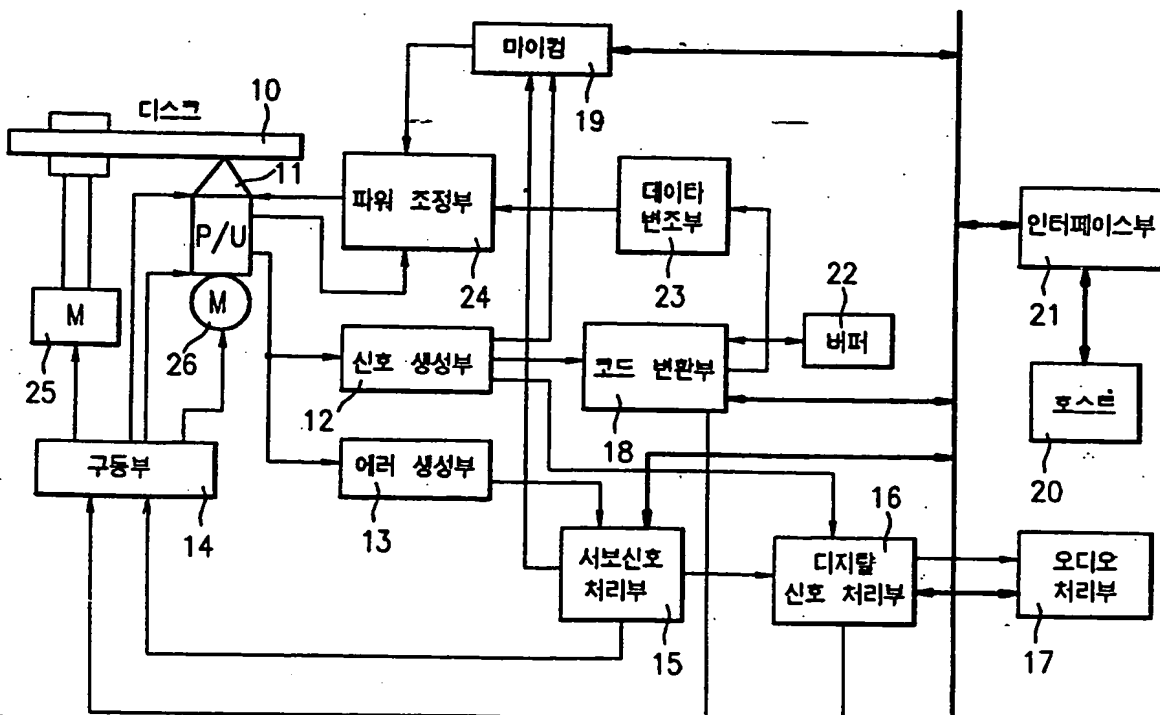 마이컴
19
디스크
10
11
파워 조정부
24
데이타
변조부
23
인터페이스부
21
P/U
M
25
M
26
22
버퍼
신호 생성부
12
코드 변환부
18
호스트
20
구동부
14
에러 생성부
13
16
서보신호
처리부
15
디지탈
신호 처리부
오디오
처리부
17